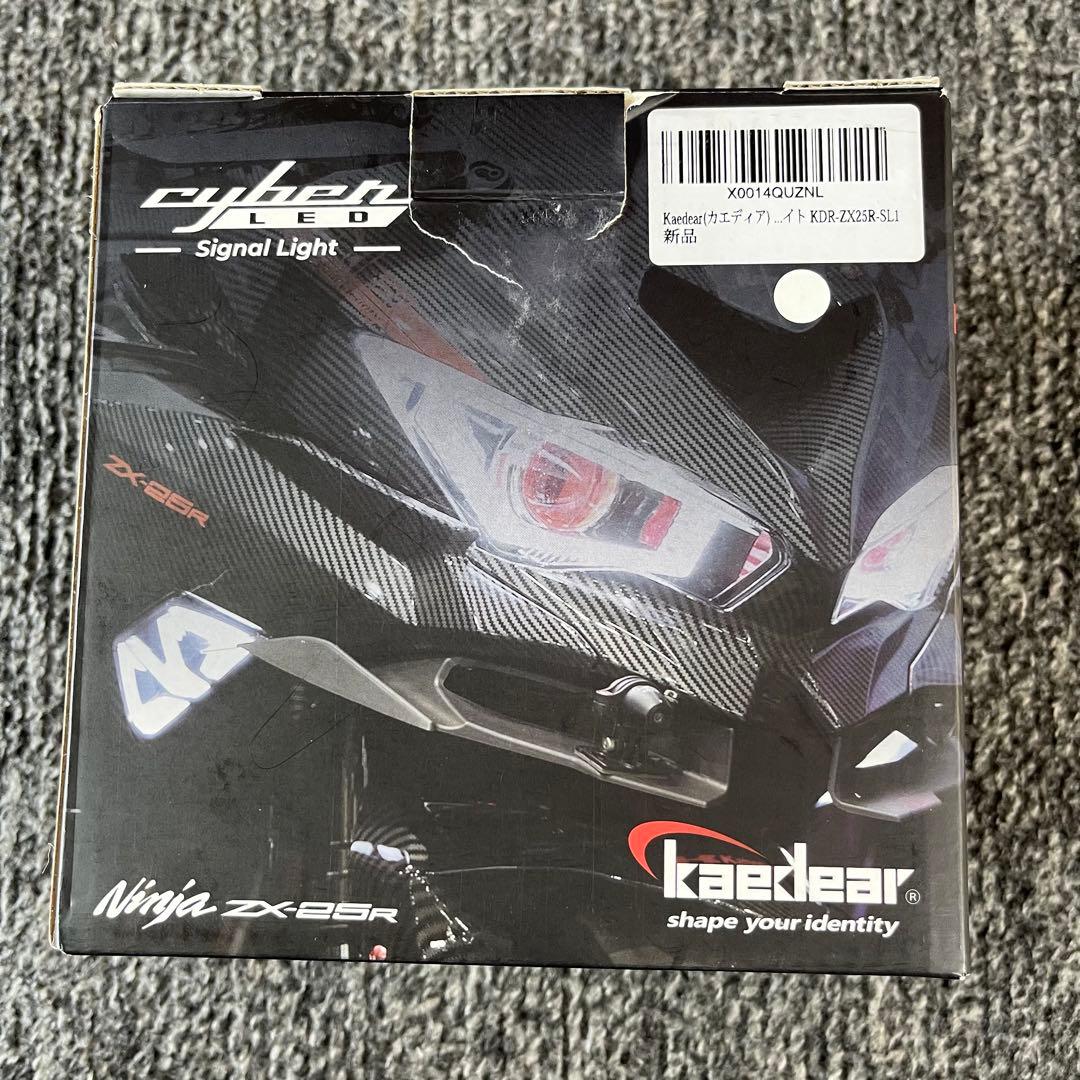 cyber
LED
Signal Light
X0014QUZNL
Kaedear(カエディア) ...イト KDR-ZX25R-SL1
新品
ZX-25R
Ninja ZX-25R
kaedear®
shape your identity